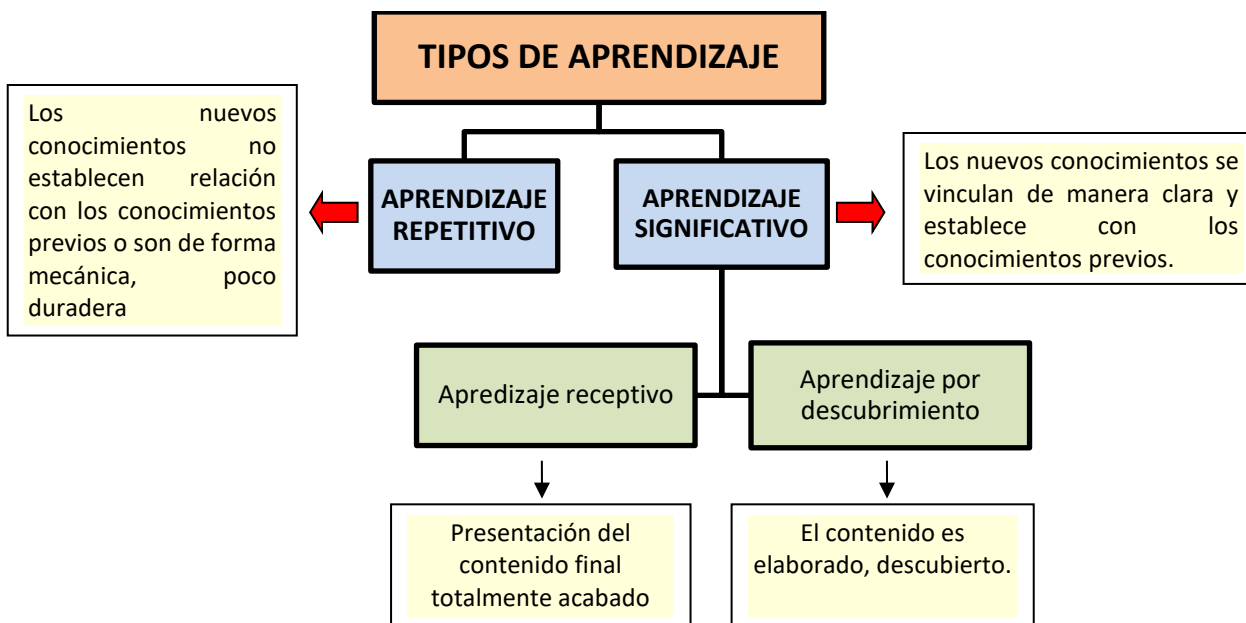 TIPOS DE APRENDIZAJE
Los nuevos
conocimientos no
establecen relación
con los conocimientos
previos o son de forma
mecánica, poco
duradera
APRENDIZAJE
REPETITIVO
APRENDIZAJE
SIGNIFICATIVO
Los nuevos conocimientos se
vinculan de manera clara y
establece con los
conocimientos previos.
Apredizaje receptivo
Aprendizaje por
descubrimiento
Presentación del
contenido final
totalmente acabado
El contenido es
elaborado, descubierto.